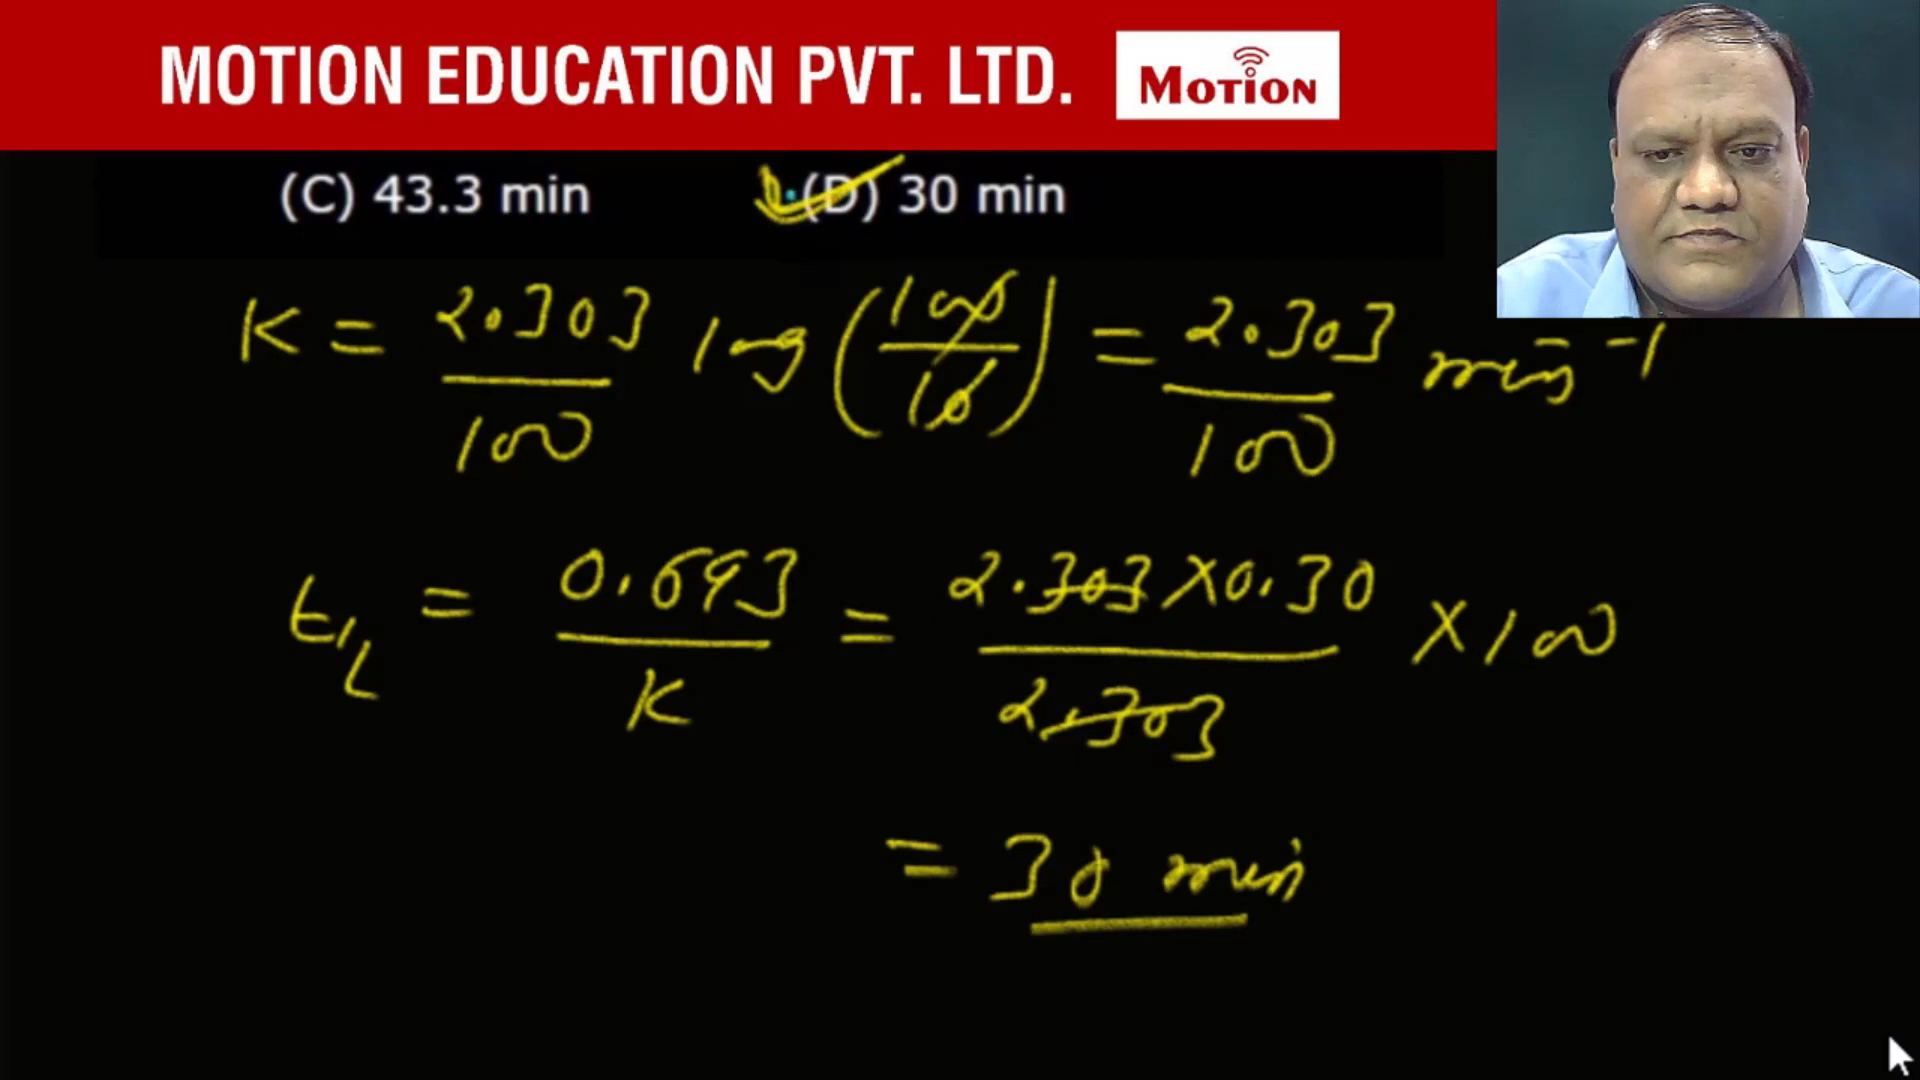 MOTION EDUCATION PVT. LTD. MOTION
(C) 43.3 min (D) 30 min
K = 2.303/100 log(100/10) = 2.303/100 min⁻¹
t1/2 = 0.693/K = 2.303×0.30/2.303 ×100
= 30 min